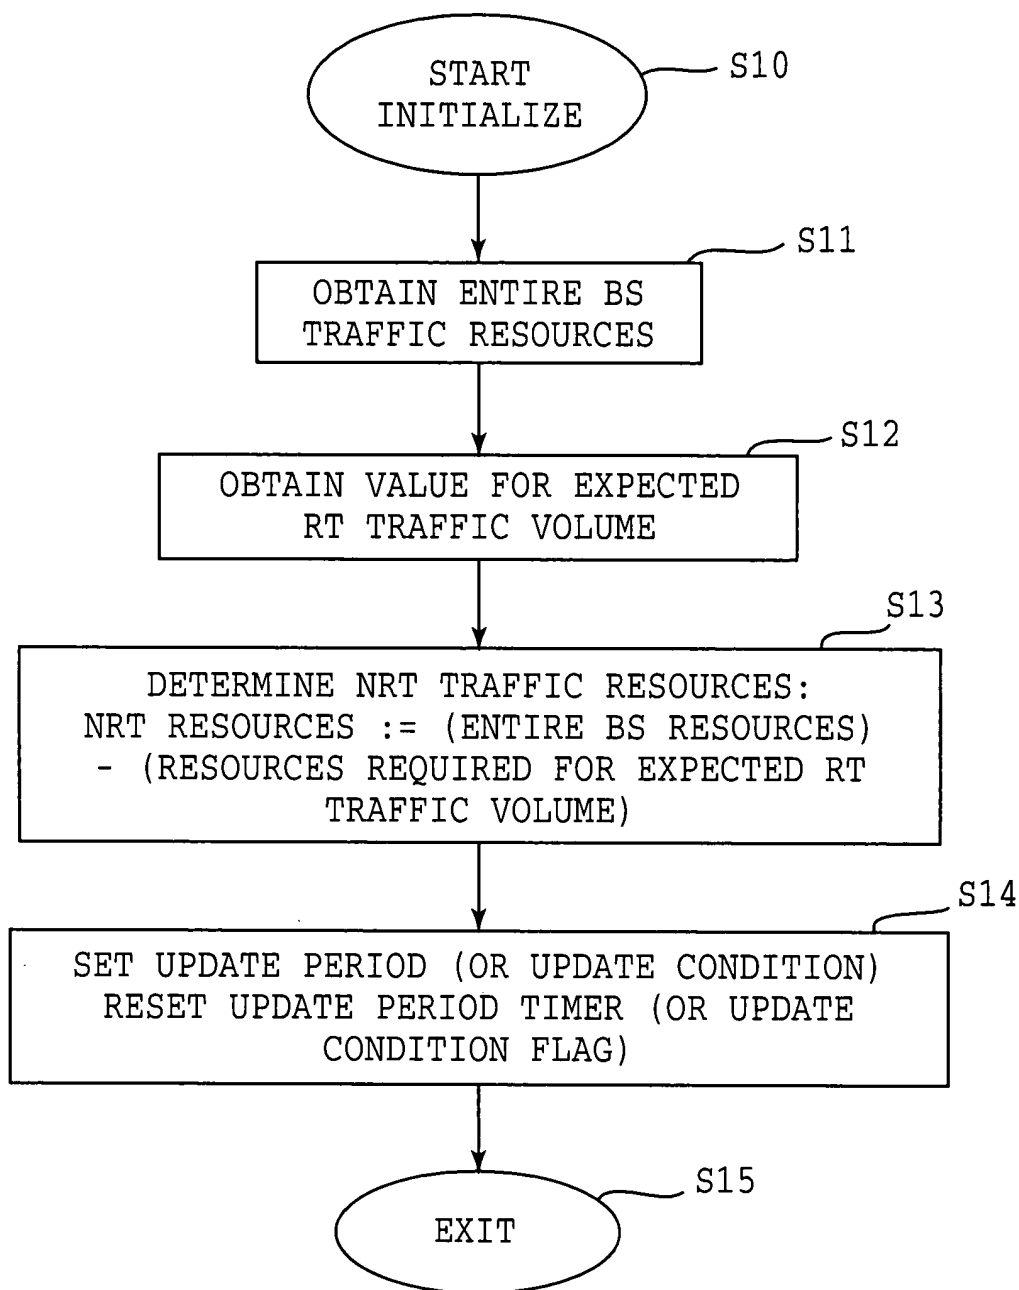 START
INITIALIZE
S10
S11
OBTAIN ENTIRE BS
TRAFFIC RESOURCES
S12
OBTAIN VALUE FOR EXPECTED
RT TRAFFIC VOLUME
S13
DETERMINE NRT TRAFFIC RESOURCES:
NRT RESOURCES := (ENTIRE BS RESOURCES)
- (RESOURCES REQUIRED FOR EXPECTED RT
TRAFFIC VOLUME)
S14
SET UPDATE PERIOD (OR UPDATE CONDITION)
RESET UPDATE PERIOD TIMER (OR UPDATE
CONDITION FLAG)
S15
EXIT